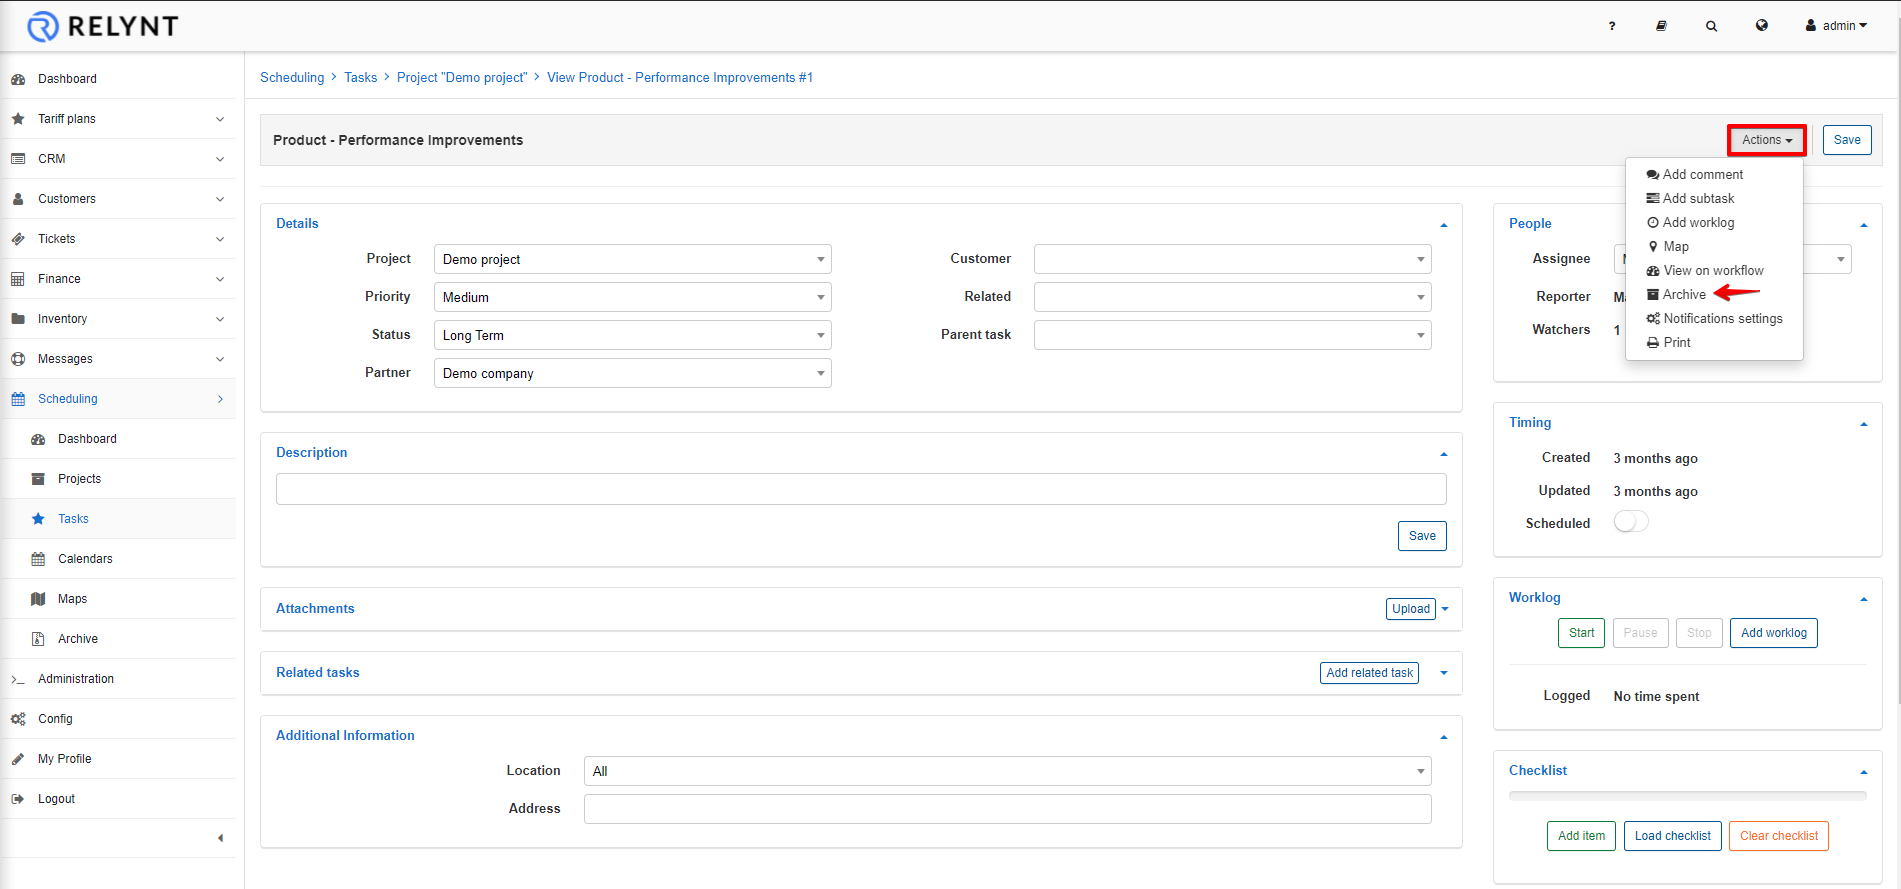 RELYNT
? admin
Dashboard
Tariff plans
CRM
Customers
Tickets
Finance
Inventory
Messages
Scheduling
Dashboard
Projects
Tasks
Calendars
Maps
Archive
Administration
Config
My Profile
Logout
Scheduling > Tasks > Project "Demo project" > View Product - Performance Improvements #1
Product - Performance Improvements
Actions
Save
Add comment
Add subtask
Add worklog
Map
View on workflow
Archive
Notifications settings
Print
Details
Project Demo project
Priority Medium
Status Long Term
Partner Demo company
Customer
Related
Parent task
Description
Save
Attachments
Upload
Related tasks
Add related task
Additional Information
Location All
Address
People
Assignee
Reporter
Watchers 1
Timing
Created 3 months ago
Updated 3 months ago
Scheduled
Worklog
Start Pause Stop Add worklog
Logged No time spent
Checklist
Add item Load checklist Clear checklist